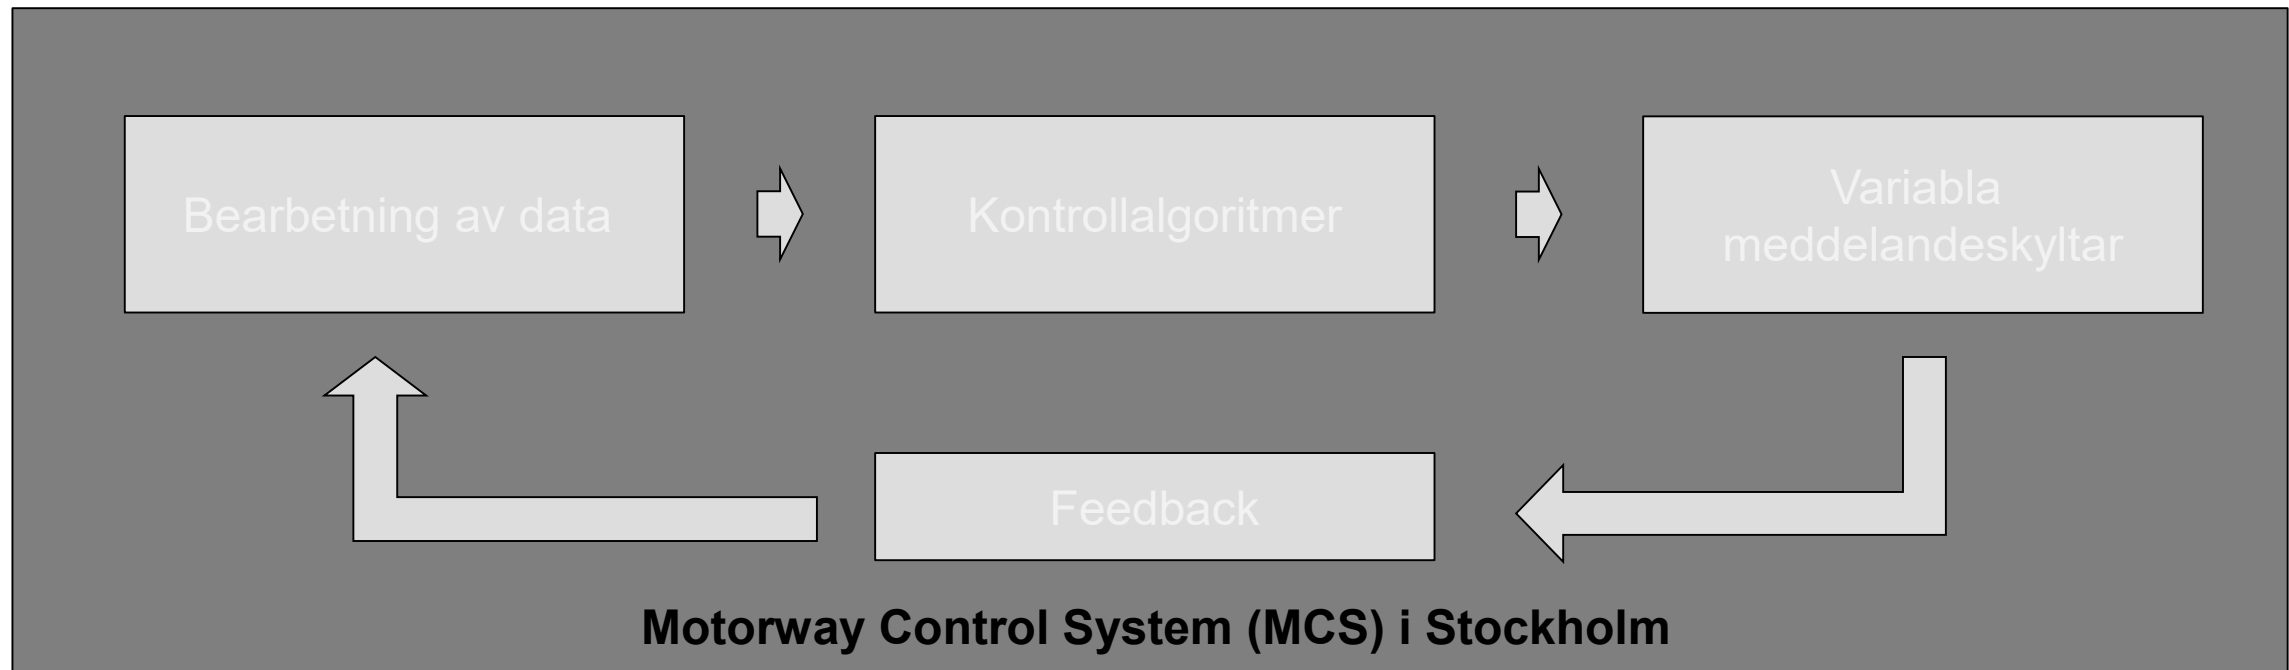 Bearbetning av data
Kontrollalgoritmer
Variabla
meddelandeskyltar
Feedback
Motorway Control System (MCS) i Stockholm